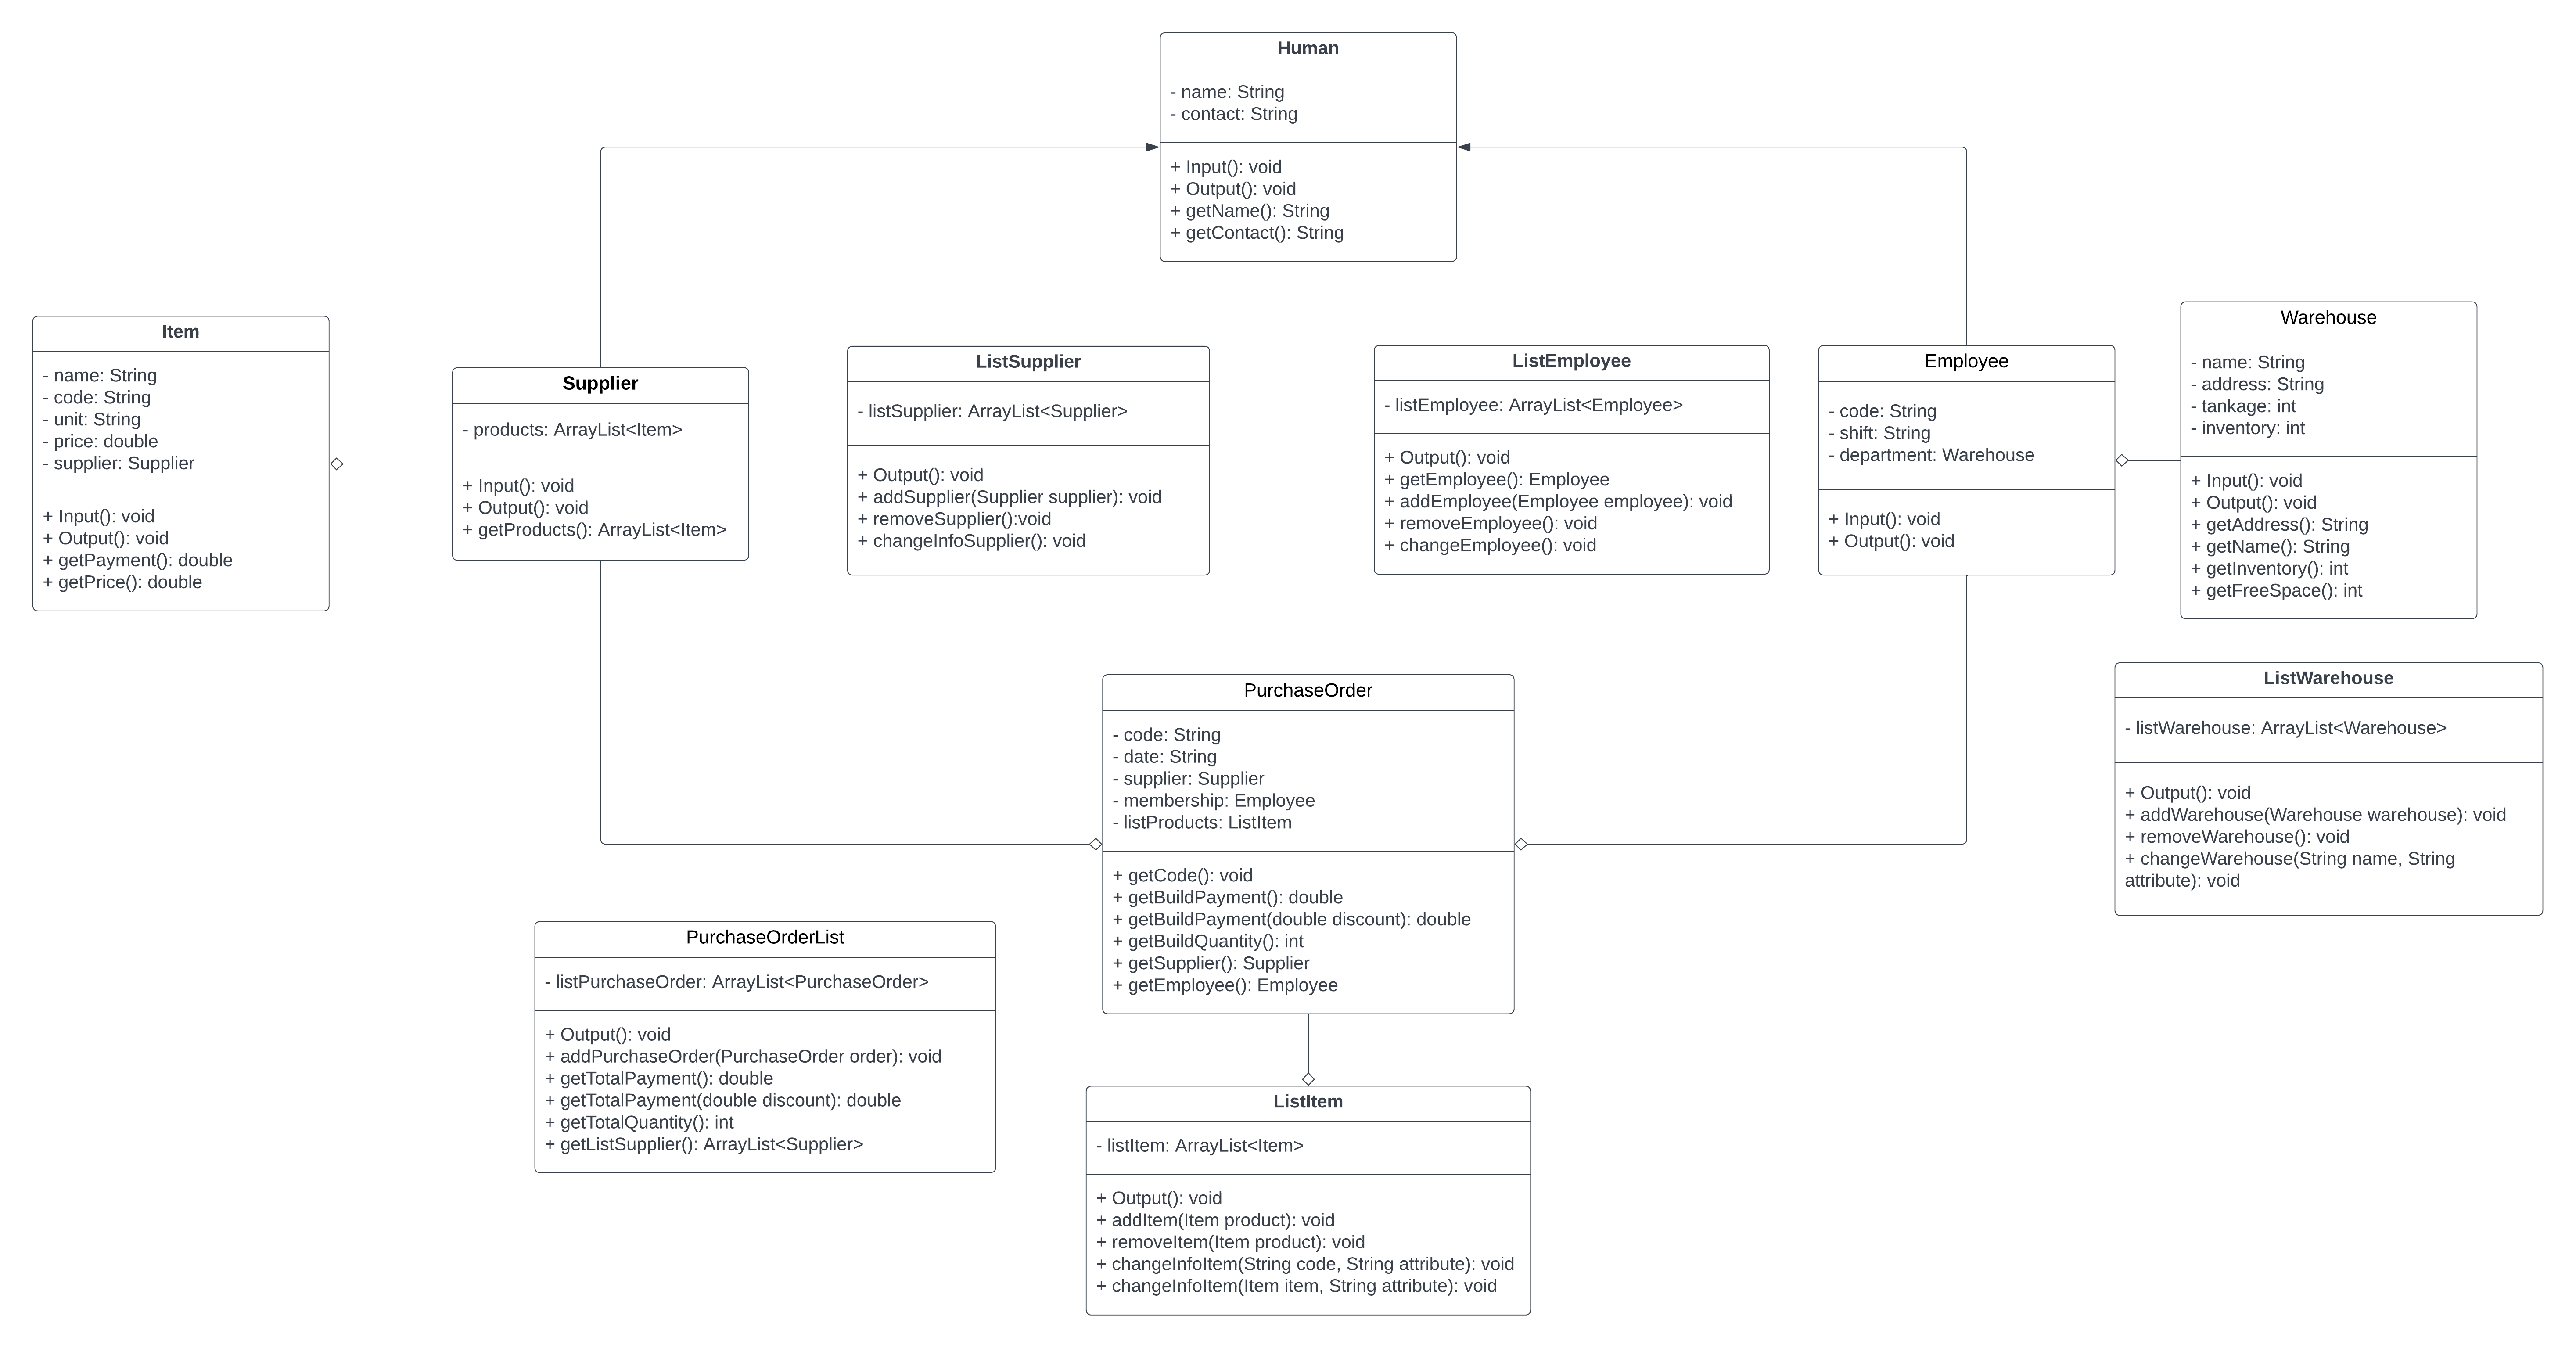 Human
- name: String
- contact: String
+ Input(): void
+ Output(): void
+ getName(): String
+ getContact(): String
Item
- name: String
- code: String
- unit: String
- price: double
- supplier: Supplier
+ Input(): void
+ Output(): void
+ getPayment(): double
+ getPrice(): double
Supplier
- products: ArrayList<Item>
+ Input(): void
+ Output(): void
+ getProducts(): ArrayList<Item>
ListSupplier
- listSupplier: ArrayList<Supplier>
+ Output(): void
+ addSupplier(Supplier supplier): void
+ removeSupplier():void
+ changeInfoSupplier(): void
ListEmployee
- listEmployee: ArrayList<Employee>
+ Output(): void
+ getEmployee(): Employee
+ addEmployee(Employee employee): void
+ removeEmployee(): void
+ changeEmployee(): void
Employee
- code: String
- shift: String
- department: Warehouse
+ Input(): void
+ Output(): void
Warehouse
- name: String
- address: String
- tankage: int
- inventory: int
+ Input(): void
+ Output(): void
+ getAddress(): String
+ getName(): String
+ getInventory(): int
+ getFreeSpace(): int
PurchaseOrder
- code: String
- date: String
- supplier: Supplier
- membership: Employee
- listProducts: ListItem
+ getCode(): void
+ getBuildPayment(): double
+ getBuildPayment(double discount): double
+ getBuildQuantity(): int
+ getSupplier(): Supplier
+ getEmployee(): Employee
ListWarehouse
- listWarehouse: ArrayList<Warehouse>
+ Output(): void
+ addWarehouse(Warehouse warehouse): void
+ removeWarehouse(): void
+ changeWarehouse(String name, String
attribute): void
PurchaseOrderList
- listPurchaseOrder: ArrayList<PurchaseOrder>
+ Output(): void
+ addPurchaseOrder(PurchaseOrder order): void
+ getTotalPayment(): double
+ getTotalPayment(double discount): double
+ getTotalQuantity(): int
+ getListSupplier(): ArrayList<Supplier>
ListItem
- listItem: ArrayList<Item>
+ Output(): void
+ addItem(Item product): void
+ removeItem(Item product): void
+ changeInfoItem(String code, String attribute): void
+ changeInfoItem(Item item, String attribute): void